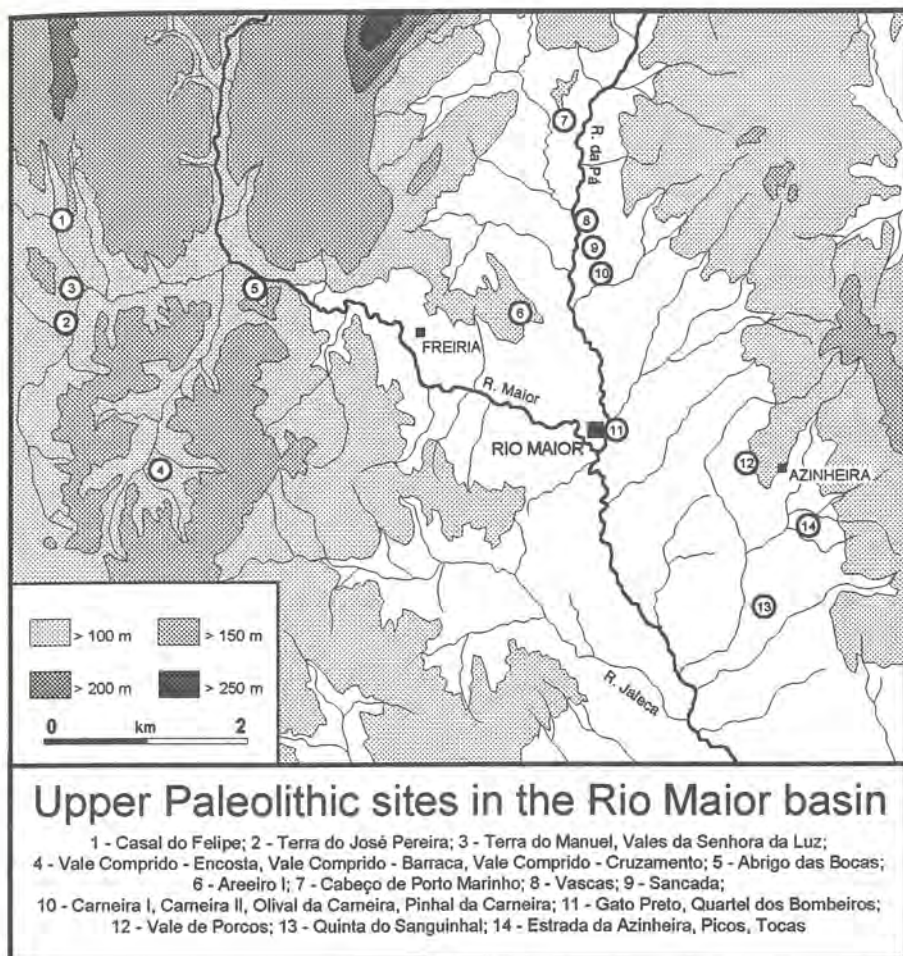 7
R. da Pá
1
8
9
10
3
5
2
6
FREIRIA
R. Maior
11
RIO MAIOR
12
AZINHEIRA
4
14
13
> 100 m > 150 m
> 200 m > 250 m
R. Jaleca
0 km 2
Upper Paleolithic sites in the Rio Maior basin
1 - Casal do Felipe; 2 - Terra do José Pereira; 3 - Terra do Manuel, Vales da Senhora da Luz;
4 - Vale Comprido - Encosta, Vale Comprido - Barraca, Vale Comprido - Cruzamento; 5 - Abrigo das Bocas;
6 - Areeiro I; 7 - Cabeço de Porto Marinho; 8 - Vascas; 9 - Sancada;
10 - Carneira I, Carneira II, Olival da Carneira, Pinhal da Carneira; 11 - Gato Preto, Quartel dos Bombeiros;
12 - Vale de Porcos; 13 - Quinta do Sanguinhal; 14 - Estrada da Azinheira, Picos, Tocas